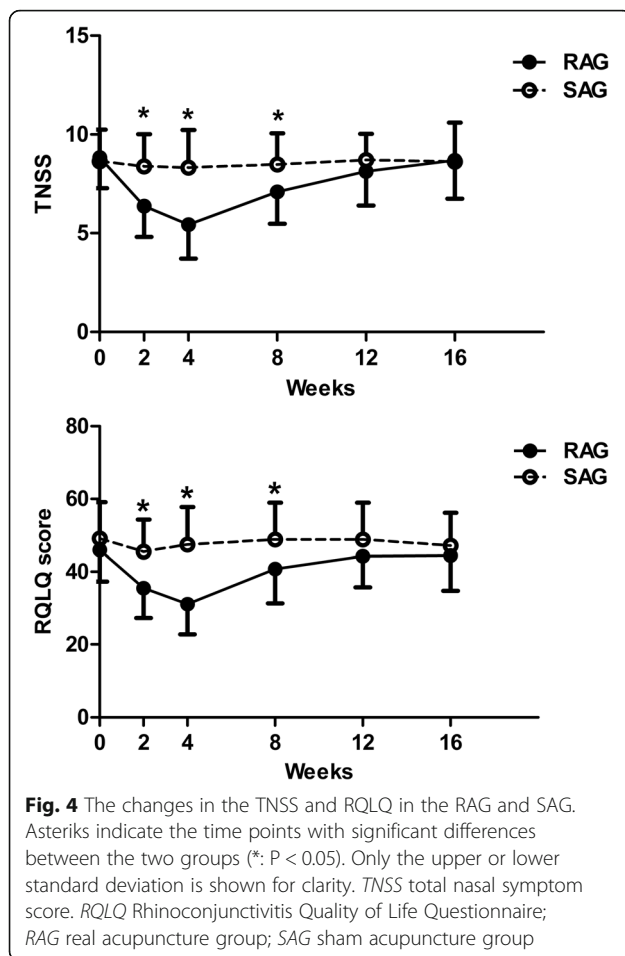 15
10
5
0
TNSS
RAG
SAG
* * *
0 2 4 8 12 16
Weeks
80
60
40
20
0
RQLQ score
RAG
SAG
* * *
0 2 4 8 12 16
Weeks
Fig. 4 The changes in the TNSS and RQLQ in the RAG and SAG.
Asteriks indicate the time points with significant differences
between the two groups (*: P < 0.05). Only the upper or lower
standard deviation is shown for clarity. TNSS total nasal symptom
score. RQLQ Rhinoconjunctivitis Quality of Life Questionnaire;
RAG real acupuncture group; SAG sham acupuncture group